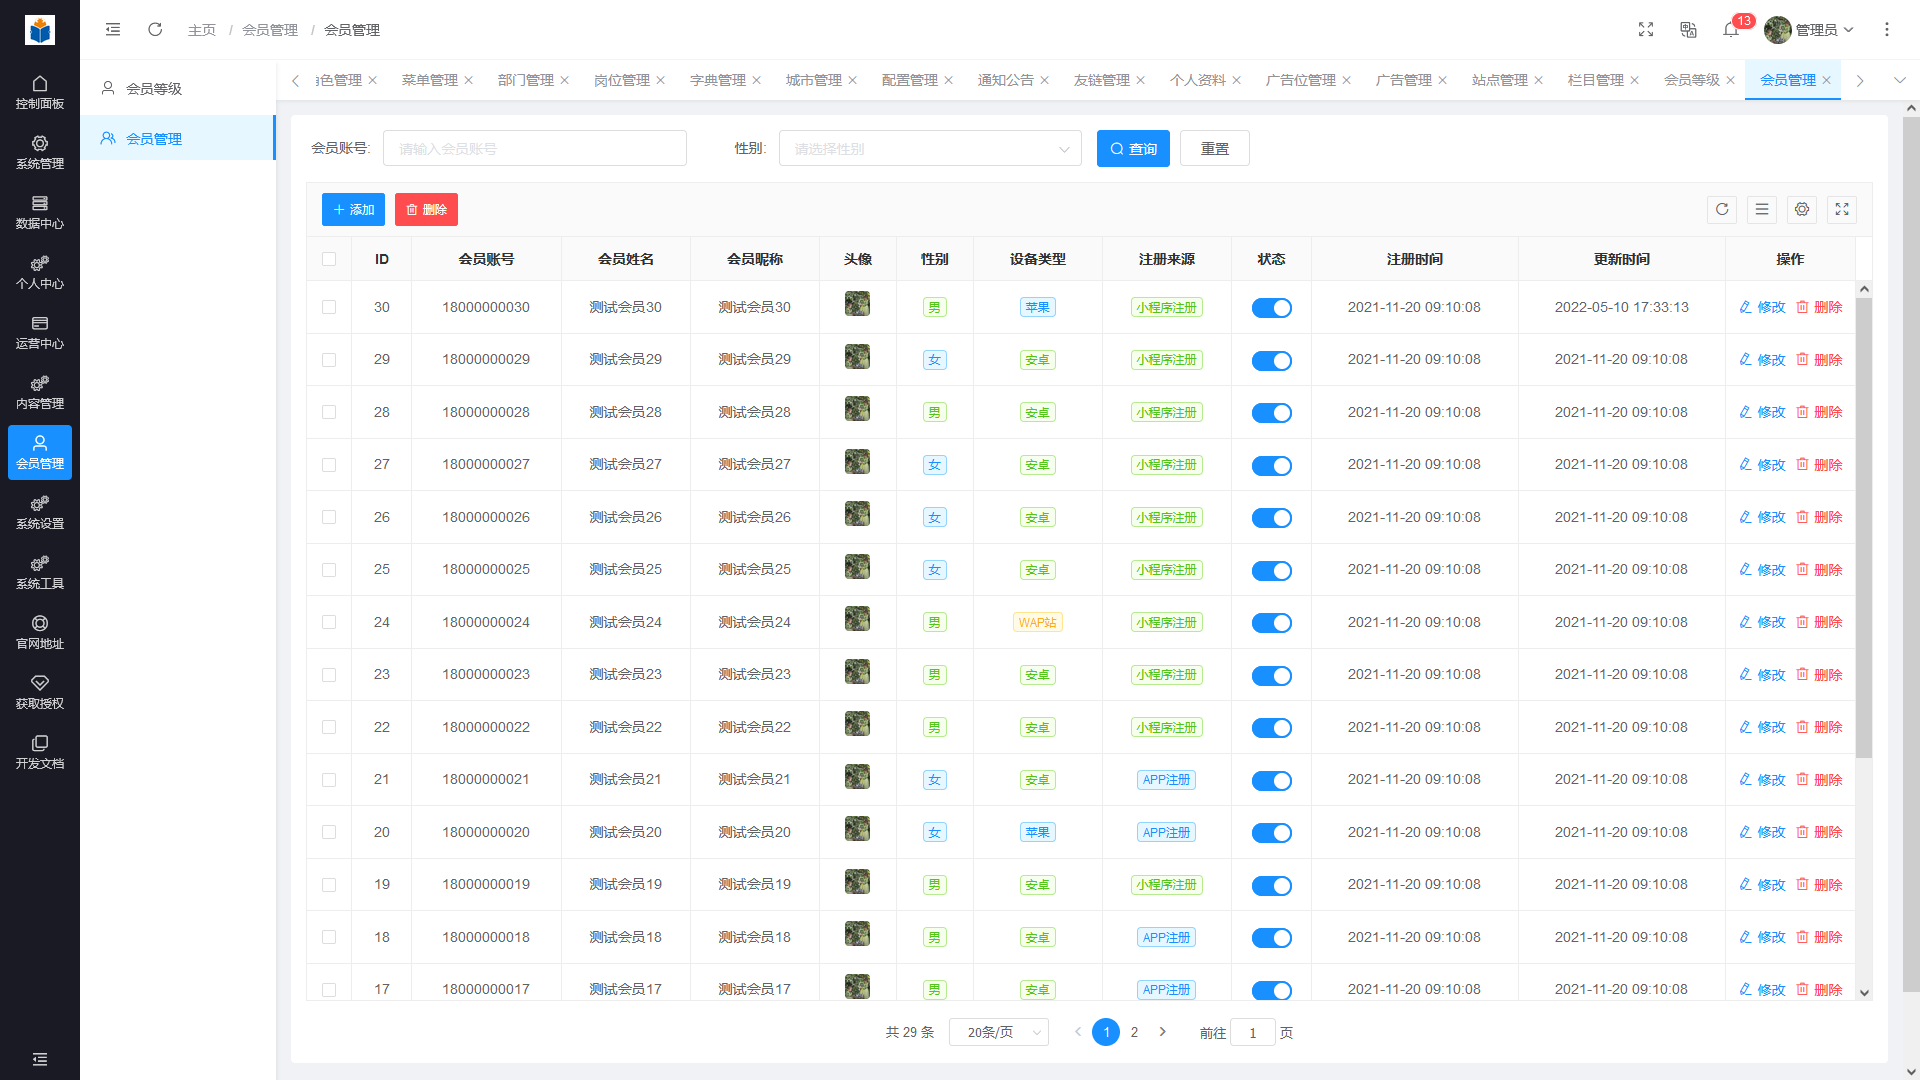 主页 / 会员管理 / 会员管理
13
管理员
控制面板
系统管理
数据中心
个人中心
运营中心
内容管理
会员管理
系统设置
系统工具
官网地址
获取授权
开发文档
会员等级
会员管理
色管理 菜单管理 部门管理 岗位管理 字典管理 城市管理 配置管理 通知公告 友链管理 个人资料 广告位管理 广告管理 站点管理 栏目管理 会员等级 会员管理
会员账号: 请输入会员账号 性别: 请选择性别 查询 重置
添加 删除
ID 会员账号 会员姓名 会员昵称 头像 性别 设备类型 注册来源 状态 注册时间 更新时间 操作
30 18000000030 测试会员30 测试会员30 男 苹果 小程序注册 2021-11-20 09:10:08 2022-05-10 17:33:13 修改 删除
29 18000000029 测试会员29 测试会员29 女 安卓 小程序注册 2021-11-20 09:10:08 2021-11-20 09:10:08 修改 删除
28 18000000028 测试会员28 测试会员28 男 安卓 小程序注册 2021-11-20 09:10:08 2021-11-20 09:10:08 修改 删除
27 18000000027 测试会员27 测试会员27 女 安卓 小程序注册 2021-11-20 09:10:08 2021-11-20 09:10:08 修改 删除
26 18000000026 测试会员26 测试会员26 女 安卓 小程序注册 2021-11-20 09:10:08 2021-11-20 09:10:08 修改 删除
25 18000000025 测试会员25 测试会员25 女 安卓 小程序注册 2021-11-20 09:10:08 2021-11-20 09:10:08 修改 删除
24 18000000024 测试会员24 测试会员24 男 WAP站 小程序注册 2021-11-20 09:10:08 2021-11-20 09:10:08 修改 删除
23 18000000023 测试会员23 测试会员23 男 安卓 小程序注册 2021-11-20 09:10:08 2021-11-20 09:10:08 修改 删除
22 18000000022 测试会员22 测试会员22 男 安卓 小程序注册 2021-11-20 09:10:08 2021-11-20 09:10:08 修改 删除
21 18000000021 测试会员21 测试会员21 女 安卓 APP注册 2021-11-20 09:10:08 2021-11-20 09:10:08 修改 删除
20 18000000020 测试会员20 测试会员20 女 苹果 APP注册 2021-11-20 09:10:08 2021-11-20 09:10:08 修改 删除
19 18000000019 测试会员19 测试会员19 男 安卓 小程序注册 2021-11-20 09:10:08 2021-11-20 09:10:08 修改 删除
18 18000000018 测试会员18 测试会员18 男 安卓 APP注册 2021-11-20 09:10:08 2021-11-20 09:10:08 修改 删除
17 18000000017 测试会员17 测试会员17 男 安卓 APP注册 2021-11-20 09:10:08 2021-11-20 09:10:08 修改 删除
共 29 条 20条/页 1 2 前往 1 页